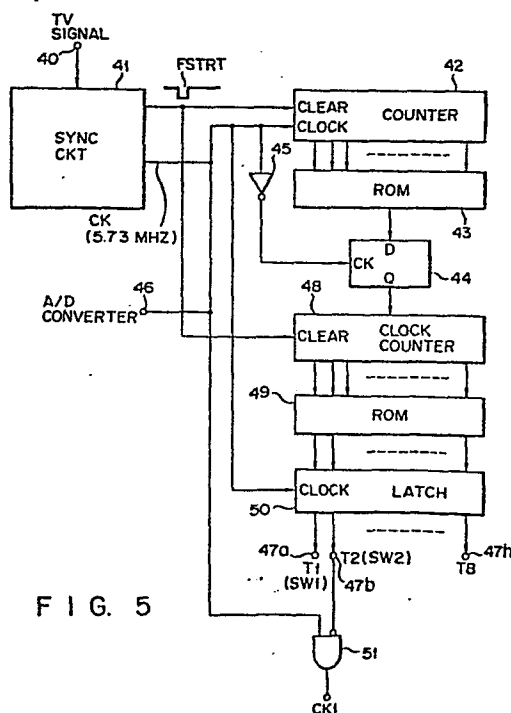 TV
SIGNAL
40
41
FSTRT
42
SYNC
CKT
CLEAR
CLOCK
COUNTER
45
ROM
43
CK
(5.73 MHZ)
D
CK
Q
44
A/D
CONVERTER
46
48
CLEAR
CLOCK
COUNTER
49
ROM
CLOCK
LATCH
50
47a
T1
(SW1)
T2 (SW2)
47b
T8
47h
FIG. 5
51
CK1